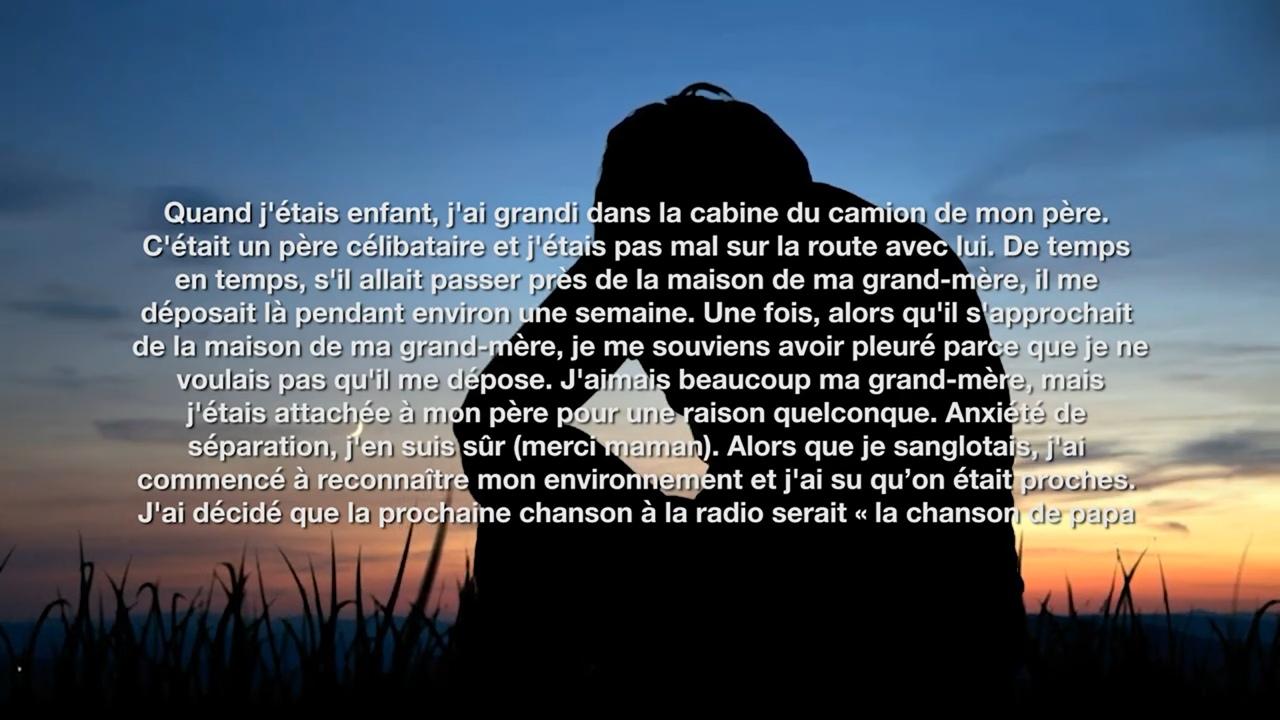 Quand j'étais enfant, j'ai grandi dans la cabine du camion de mon père.
C'était un père célibataire et j'étais pas mal sur la route avec lui. De temps
en temps, s'il allait passer près de la maison de ma grand-mère, il me
déposait là pendant environ une semaine. Une fois, alors qu'il s'approchait
de la maison de ma grand-mère, je me souviens avoir pleuré parce que je ne
voulais pas qu'il me dépose. J'aimais beaucoup ma grand-mère, mais
j'étais attachée à mon père pour une raison quelconque. Anxiété de
séparation, j'en suis sûr (merci maman). Alors que je sanglotais, j'ai
commencé à reconnaître mon environnement et j'ai su qu’on était proches.
J'ai décidé que la prochaine chanson à la radio serait « la chanson de papa